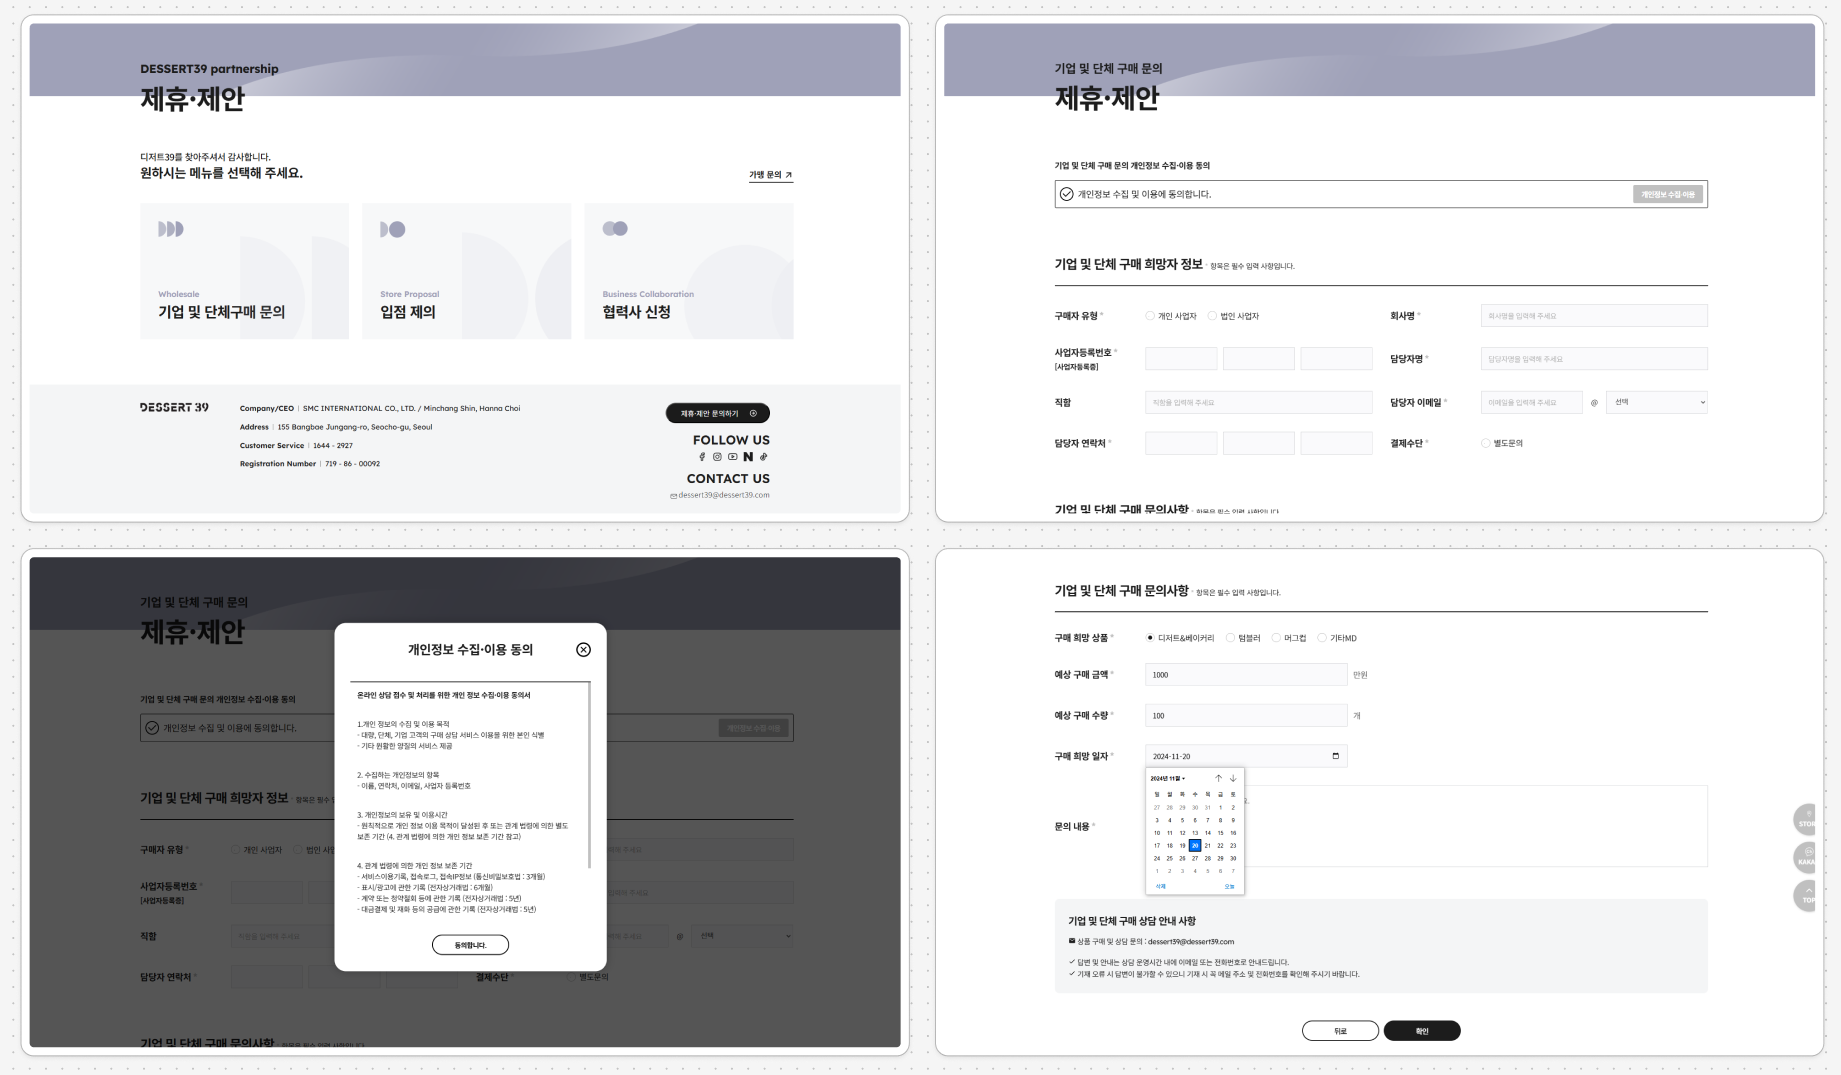 DESSERT39 partnership
제휴·제안
디저트39를 찾아주셔서 감사합니다.
원하시는 메뉴를 선택해 주세요.
가맹 문의
Wholesale
기업 및 단체구매 문의
Store Proposal
입점 제의
Business Collaboration
협력사 신청
DESSERT 39
Company/CEO | SMC INTERNATIONAL CO., LTD. / Minchang Shin, Hanna Choi
Address | 155 Bangbae Jungang-ro, Seocho-gu, Seoul
Customer Service | 1644 - 2927
Registration Number | 719 - 86 - 00092
제휴·제안 문의하기
FOLLOW US
CONTACT US
dessert39@dessert39.com
기업 및 단체 구매 문의
제휴·제안
기업 및 단체 구매 문의 개인정보 수집·이용 동의
개인정보 수집 및 이용에 동의합니다.
개인정보 수집·이용
기업 및 단체 구매 희망자 정보 * 항목은 필수 입력 사항입니다.
구매자 유형 *
개인 사업자
법인 사업자
회사명 *
회사명을 입력해 주세요
사업자등록번호 *
[사업자등록증]
담당자명 *
담당자명을 입력해 주세요
직함
직함을 입력해 주세요
담당자 이메일 *
이메일을 입력해 주세요
@
선택
담당자 연락처 *
결제수단 *
별도문의
기업 및 단체 구매 문의사항 * 항목은 필수 입력 사항입니다.
기업 및 단체 구매 문의
제휴·제안
기업 및 단체 구매 문의 개인정보 수집·이용 동의
개인정보 수집 및 이용에 동의합니다.
개인정보 수집·이용
기업 및 단체 구매 희망자 정보 * 항목은 필수
구매자 유형 *
개인 사업자
법인 사업
사업자등록번호 *
[사업자등록증]
직함
직함을 입력해 주세요
@
선택
담당자 연락처 *
결제수단 *
별도문의
기업 및 단체 구매 문의사항 * 항목은 필수 입력 사항입니다.
개인정보 수집·이용 동의
온라인 상담 접수 및 처리를 위한 개인 정보 수집·이용 동의서
1.개인 정보의 수집 및 이용 목적
- 대량, 단체, 기업 고객의 구매 상담 서비스 이용을 위한 본인 식별
- 기타 원활한 양질의 서비스 제공
2. 수집하는 개인정보의 항목
- 이름, 연락처, 이메일, 사업자 등록번호
3. 개인정보의 보유 및 이용시간
- 원칙적으로 개인 정보 이용 목적이 달성된 후 또는 관계 법령에 의한 별도
보존 기간 (4. 관계 법령에 의한 개인 정보 보존 기간 참고)
4. 관계 법령에 의한 개인 정보 보존 기간
- 서비스이용기록, 접속로그, 접속IP정보 (통신비밀보호법 : 3개월)
- 표시/광고에 관한 기록 (전자상거래법 : 6개월)
- 계약 또는 청약철회 등에 관한 기록 (전자상거래법 : 5년)
- 대금결제 및 재화 등의 공급에 관한 기록 (전자상거래법 : 5년)
동의합니다.
기업 및 단체 구매 문의사항 * 항목은 필수 입력 사항입니다.
구매 희망 상품 *
디저트&베이커리
텀블러
머그컵
기타MD
예상 구매 금액 *
1000
만원
예상 구매 수량 *
100
개
구매 희망 일자 *
2024-11-20
2024년 11월
일 월 화 수 목 금 토
27 28 29 30 31 1 2
3 4 5 6 7 8 9
10 11 12 13 14 15 16
17 18 19 20 21 22 23
24 25 26 27 28 29 30
1 2 3 4 5 6 7
삭제
오늘
문의 내용 *
STOR
KAKA
TOP
기업 및 단체 구매 상담 안내 사항
상품 구매 및 상담 문의 : dessert39@dessert39.com
답변 및 안내는 상담 운영시간 내에 이메일 또는 전화번호로 안내드립니다.
기재 오류 시 답변이 불가할 수 있으니 기재 시 꼭 메일 주소 및 전화번호를 확인해 주시기 바랍니다.
뒤로
확인